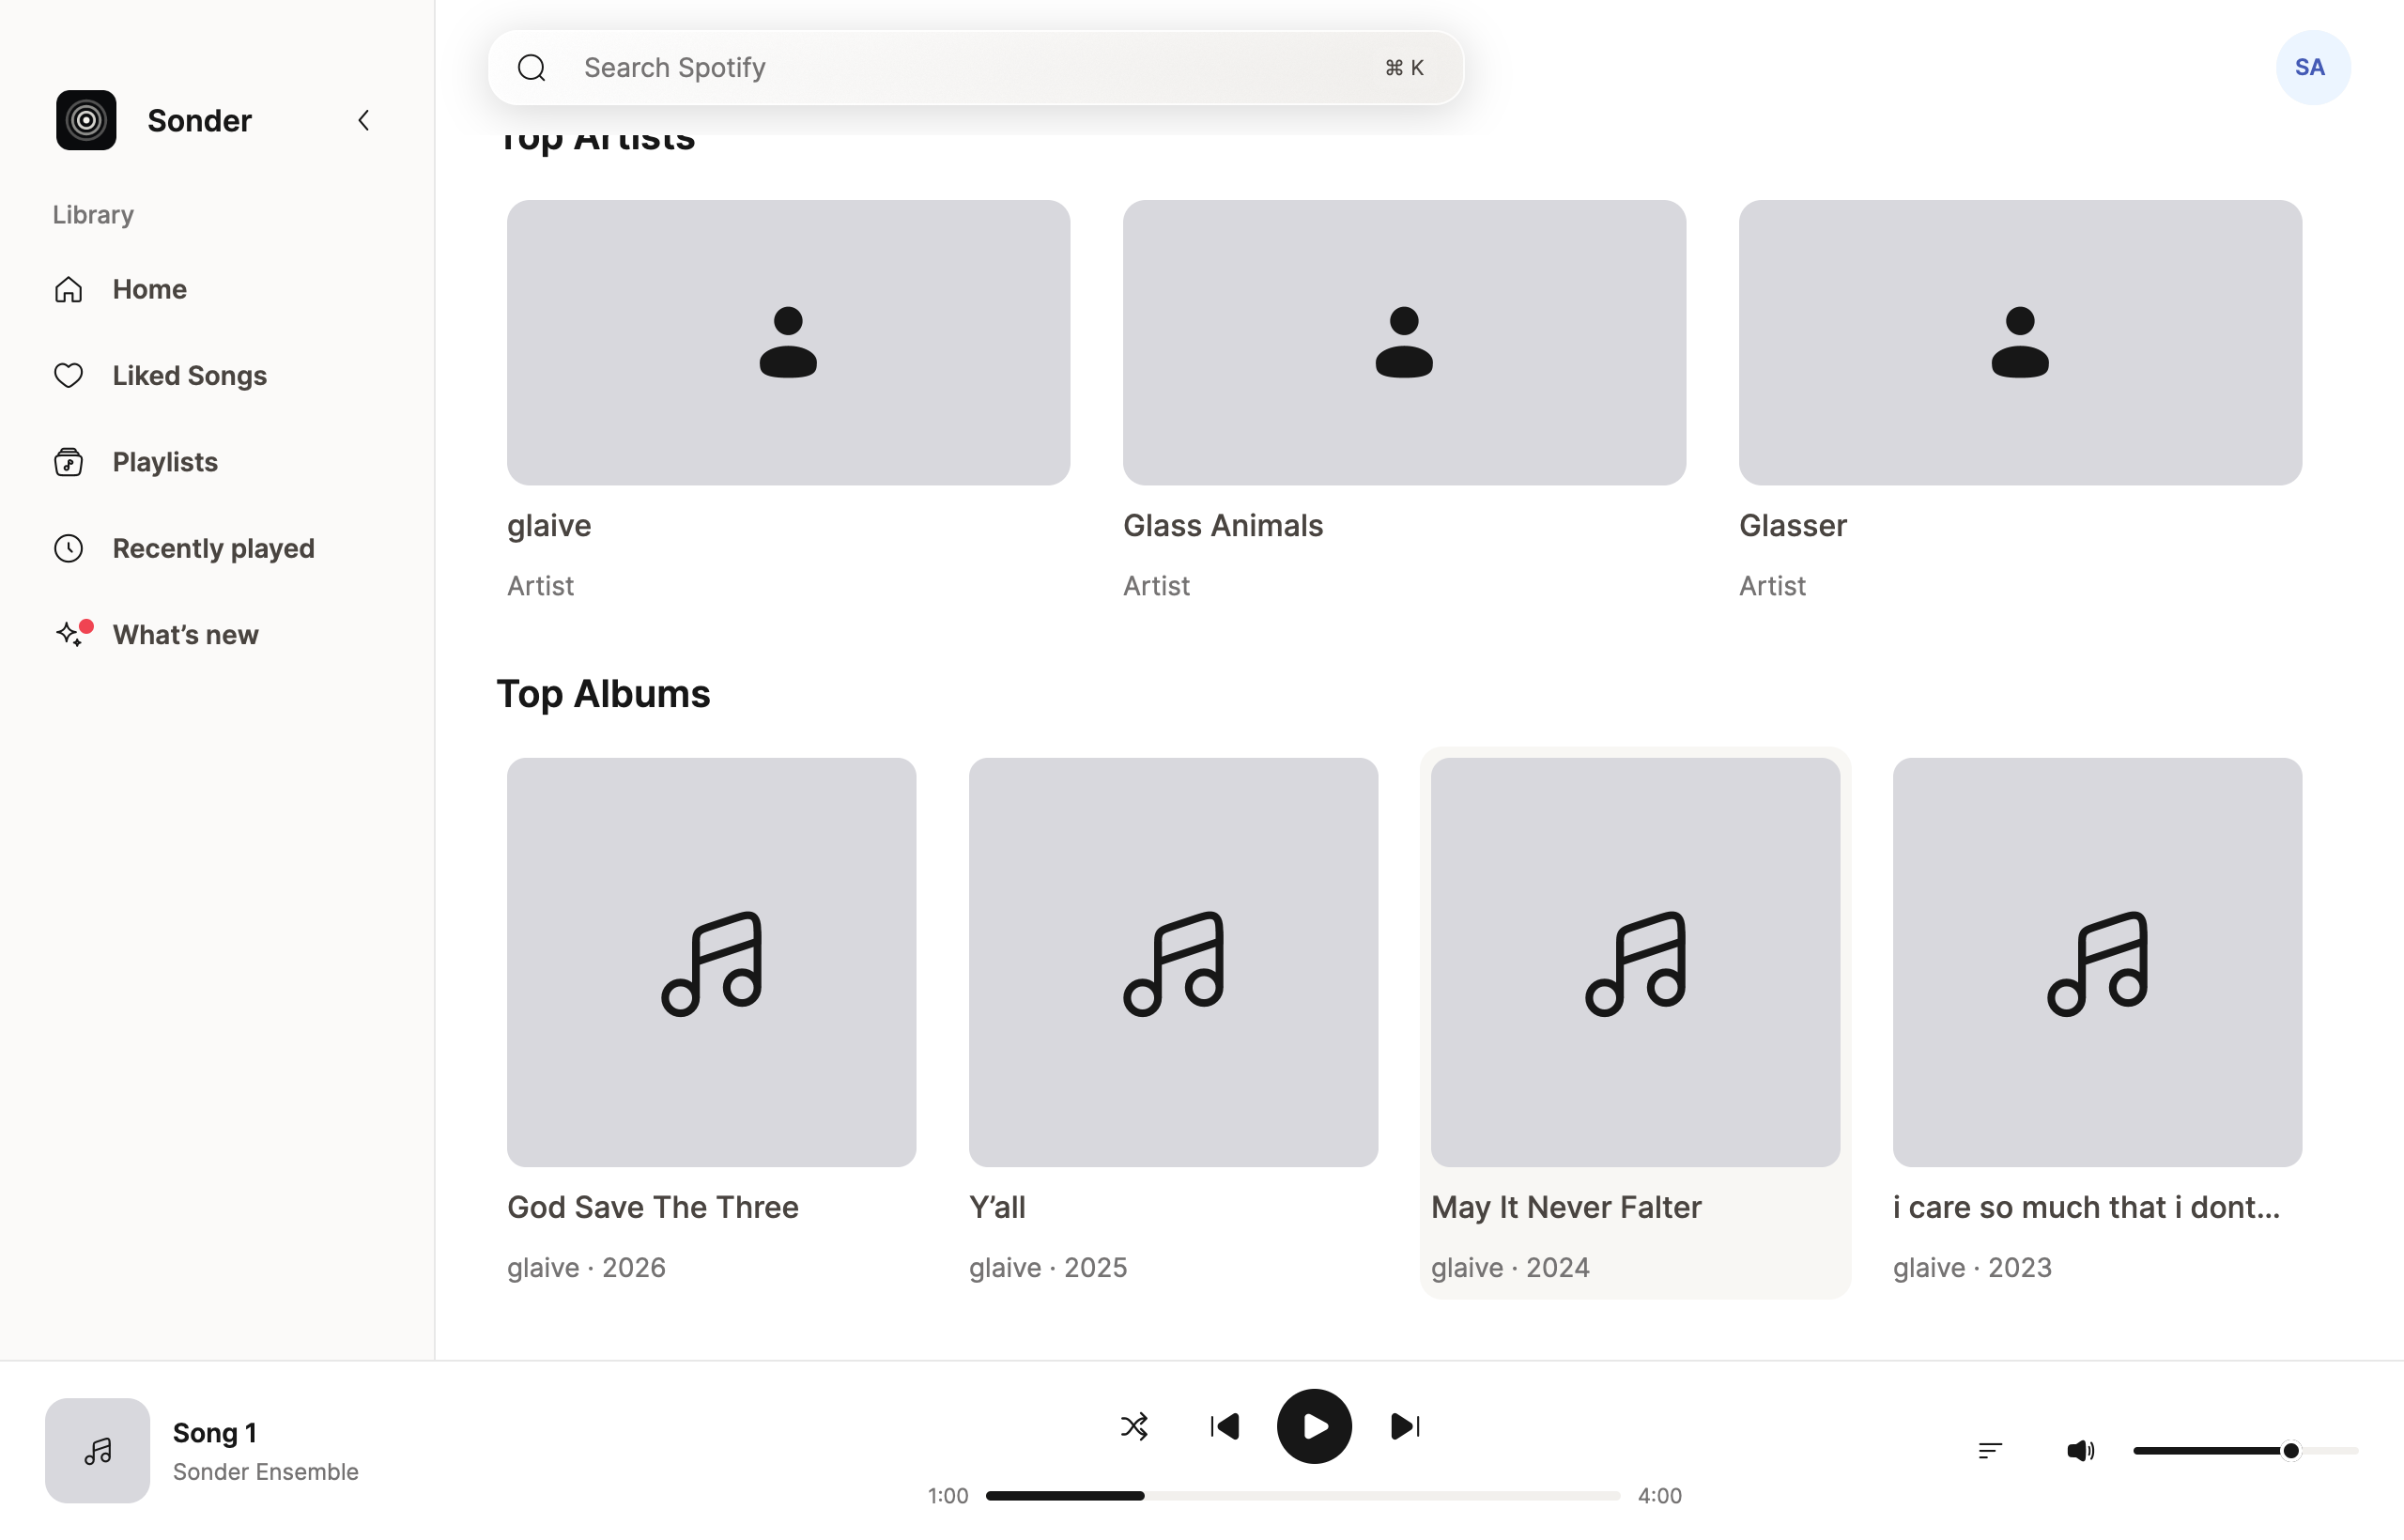 Search Spotify
⌘ K
SA
Sonder
Library
Home
Liked Songs
Playlists
Recently played
What’s new
Top Artists
glaive
Artist
Glass Animals
Artist
Glasser
Artist
Top Albums
God Save The Three
glaive · 2026
Y’all
glaive · 2025
May It Never Falter
glaive · 2024
i care so much that i dont...
glaive · 2023
Song 1
Sonder Ensemble
1:00
4:00